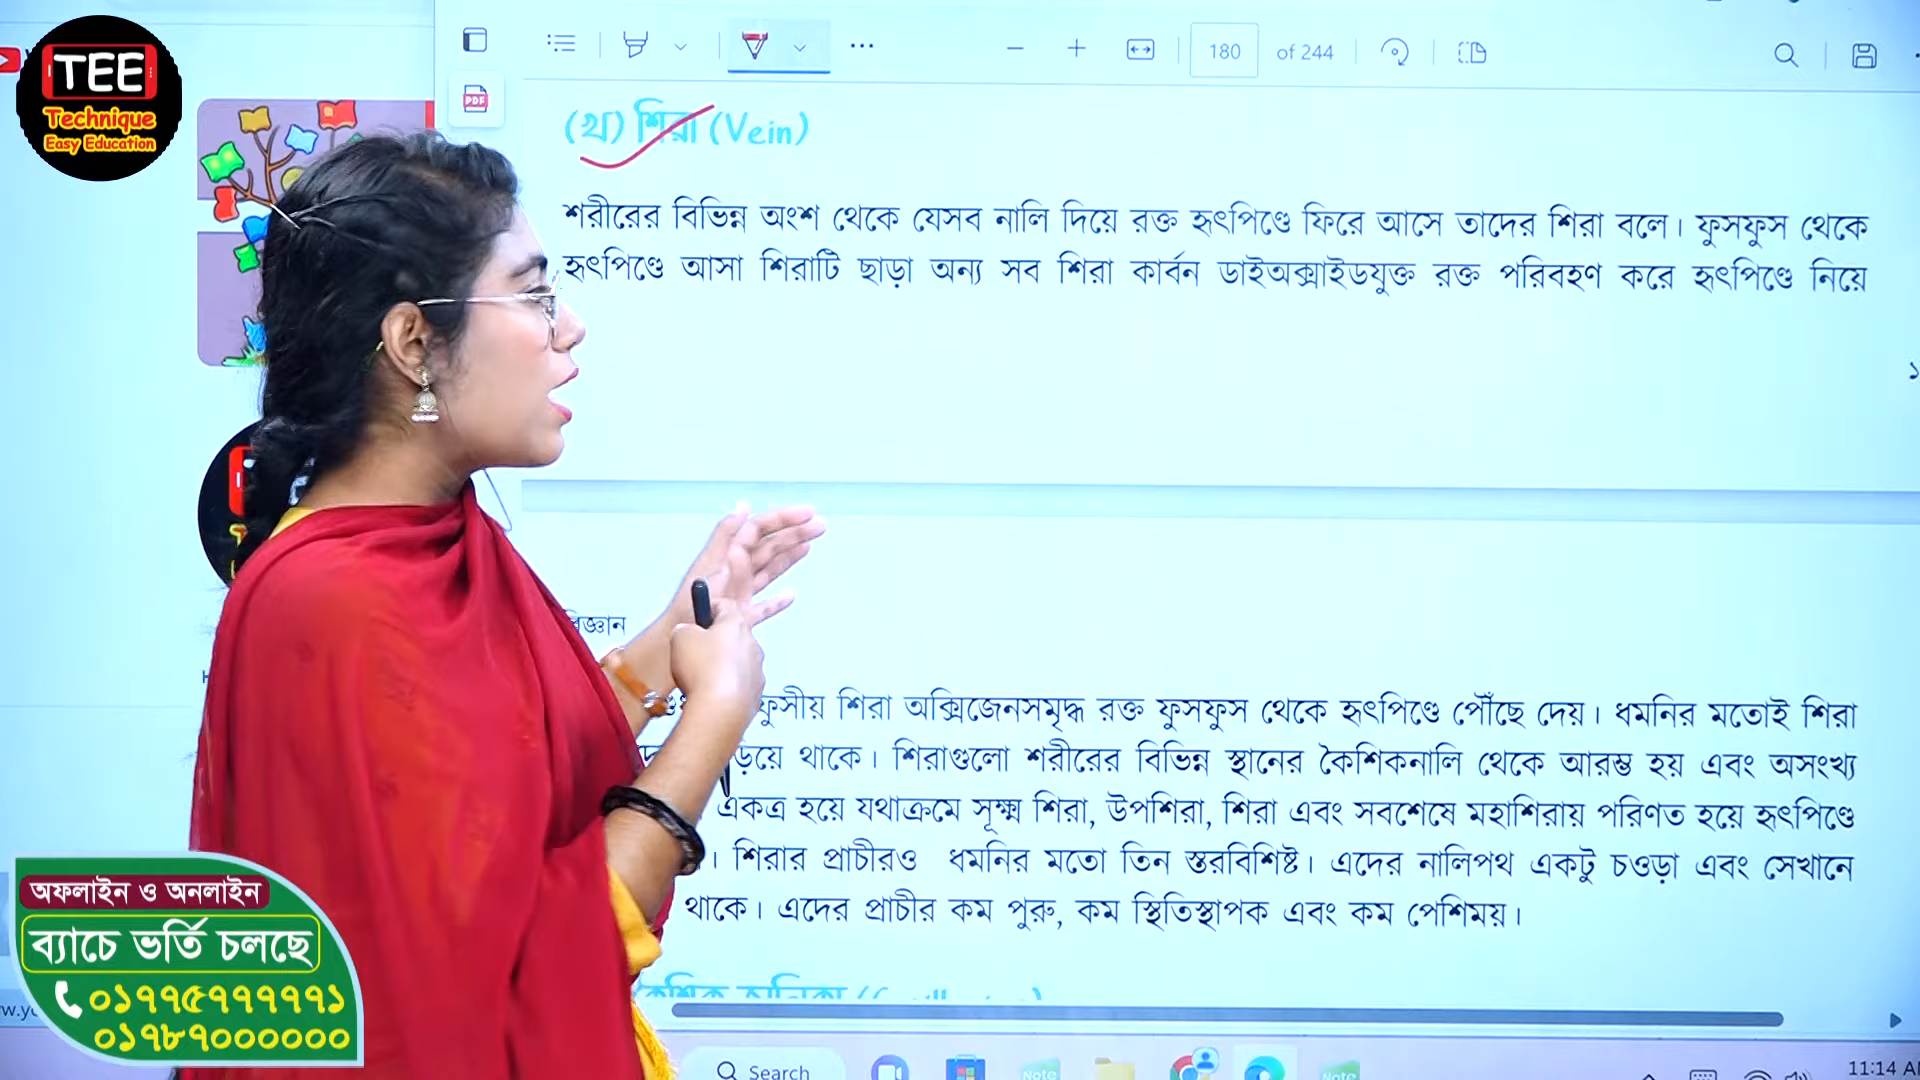 TEE
Technique
Easy Education
PDF
180 of 244
(খ) শিরা (Vein)
শরীরের বিভিন্ন অংশ থেকে যেসব নালি দিয়ে রক্ত হৃৎপিণ্ডে ফিরে আসে তাদের শিরা বলে। ফুসফুস থেকে
হৃৎপিণ্ডে আসা শিরাটি ছাড়া অন্য সব শিরা কার্বন ডাইঅক্সাইডযুক্ত রক্ত পরিবহণ করে হৃৎপিণ্ডে নিয়ে
শিরা অক্সিজেনসমৃদ্ধ রক্ত ফুসফুস থেকে হৃৎপিণ্ডে পৌঁছে দেয়। ধমনির মতোই শিরা
থাকে। শিরাগুলো শরীরের বিভিন্ন স্থানের কৈশিকনালি থেকে আরম্ভ হয় এবং অসংখ্য
একত্র হয়ে যথাক্রমে সূক্ষ্ম শিরা, উপশিরা, শিরা এবং সবশেষে মহাশিরায় পরিণত হয়ে হৃৎপিণ্ডে
। শিরার প্রাচীরও ধমনির মতো তিন স্তরবিশিষ্ট। এদের নালিপথ একটু চওড়া এবং সেখানে
থাকে। এদের প্রাচীর কম পুরু, কম স্থিতিস্থাপক এবং কম পেশিময়।
অফলাইন ও অনলাইন
ব্যাচে ভর্তি চলছে
০১৭৭৫৭৭৭৭৭১
০১৭৮৭০০০০০০
Search
Note
Note
11:14